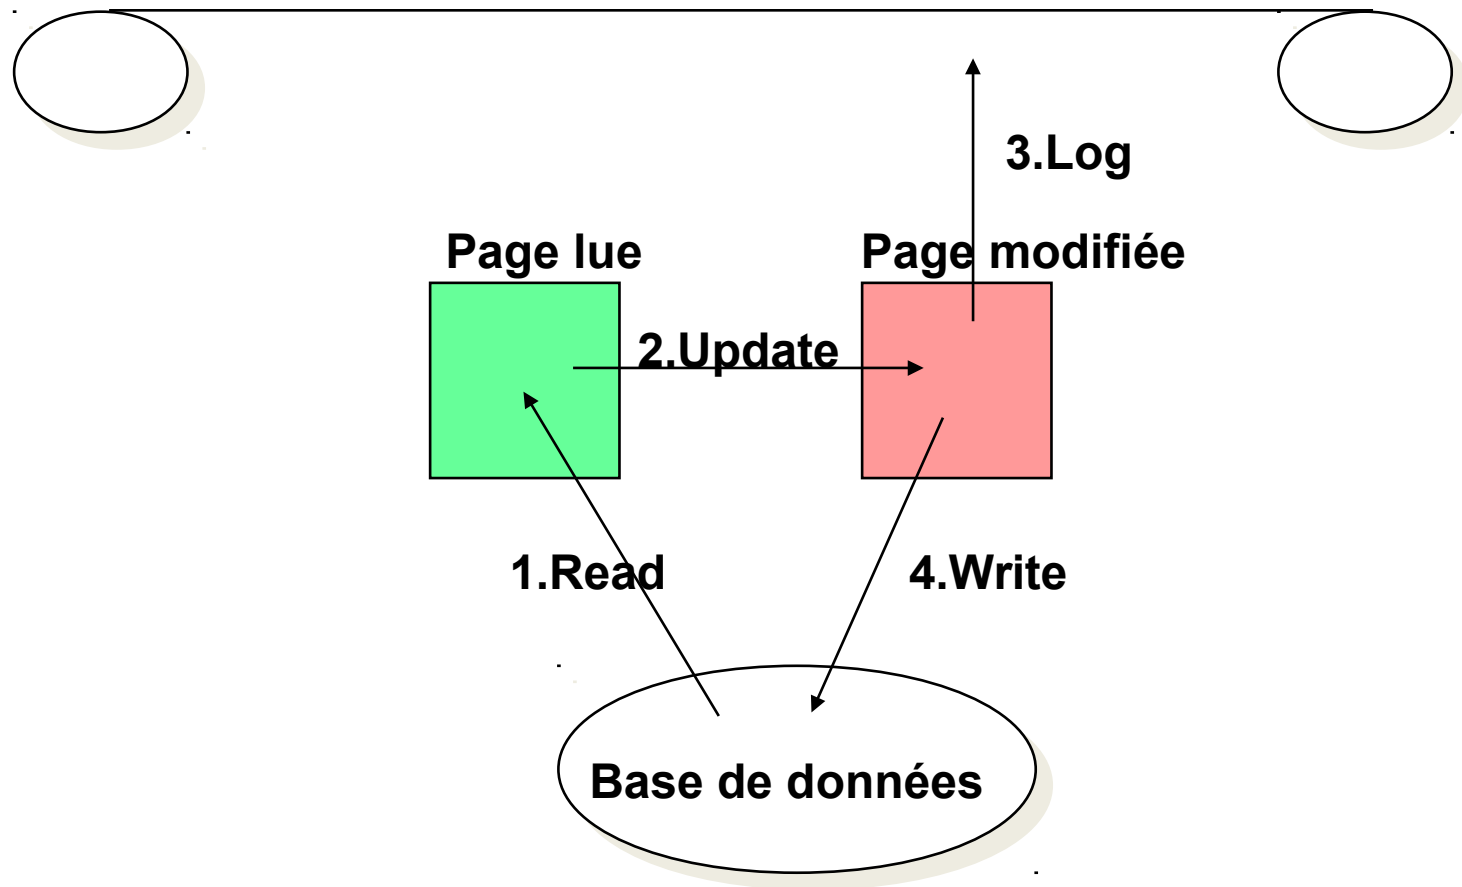 3.Log
Page lue
Page modifiée
2.Update
1.Read
4.Write
Base de données